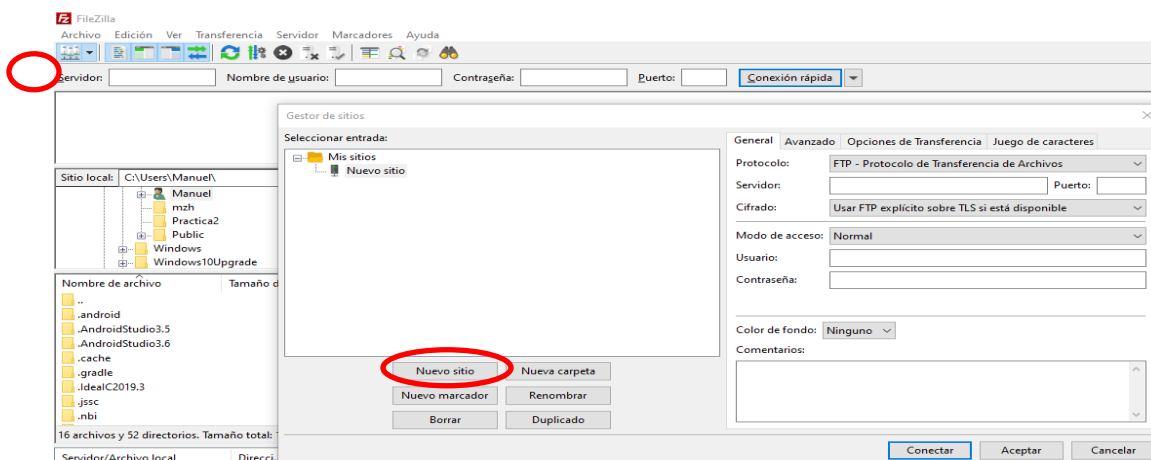 FileZilla
Archivo Edición Ver Transferencia Servidor Marcadores Ayuda
Servidor: Nombre de usuario: Contraseña: Puerto: Conexión rápida
Gestor de sitios
Seleccionar entrada:
Mis sitios
Nuevo sitio
General Avanzado Opciones de Transferencia Juego de caracteres
Protocolo: FTP - Protocolo de Transferencia de Archivos
Servidor: Puerto:
Cifrado: Usar FTP explícito sobre TLS si está disponible
Modo de acceso: Normal
Usuario:
Contraseña:
Color de fondo: Ninguno
Comentarios:
Sitio local: C:\Users\Manuel\
Manuel
mzh
Practica2
Public
Windows
Windows10Upgrade
Nombre de archivo Tamaño d
..
.android
.AndroidStudio3.5
.AndroidStudio3.6
.cache
.gradle
.IdealC2019.3
.jssc
.nbi
16 archivos y 52 directorios. Tamaño total:
Servidor/Archivo local Direcci
Nuevo sitio Nueva carpeta
Nuevo marcador Renombrar
Borrar Duplicado
Conectar Aceptar Cancelar